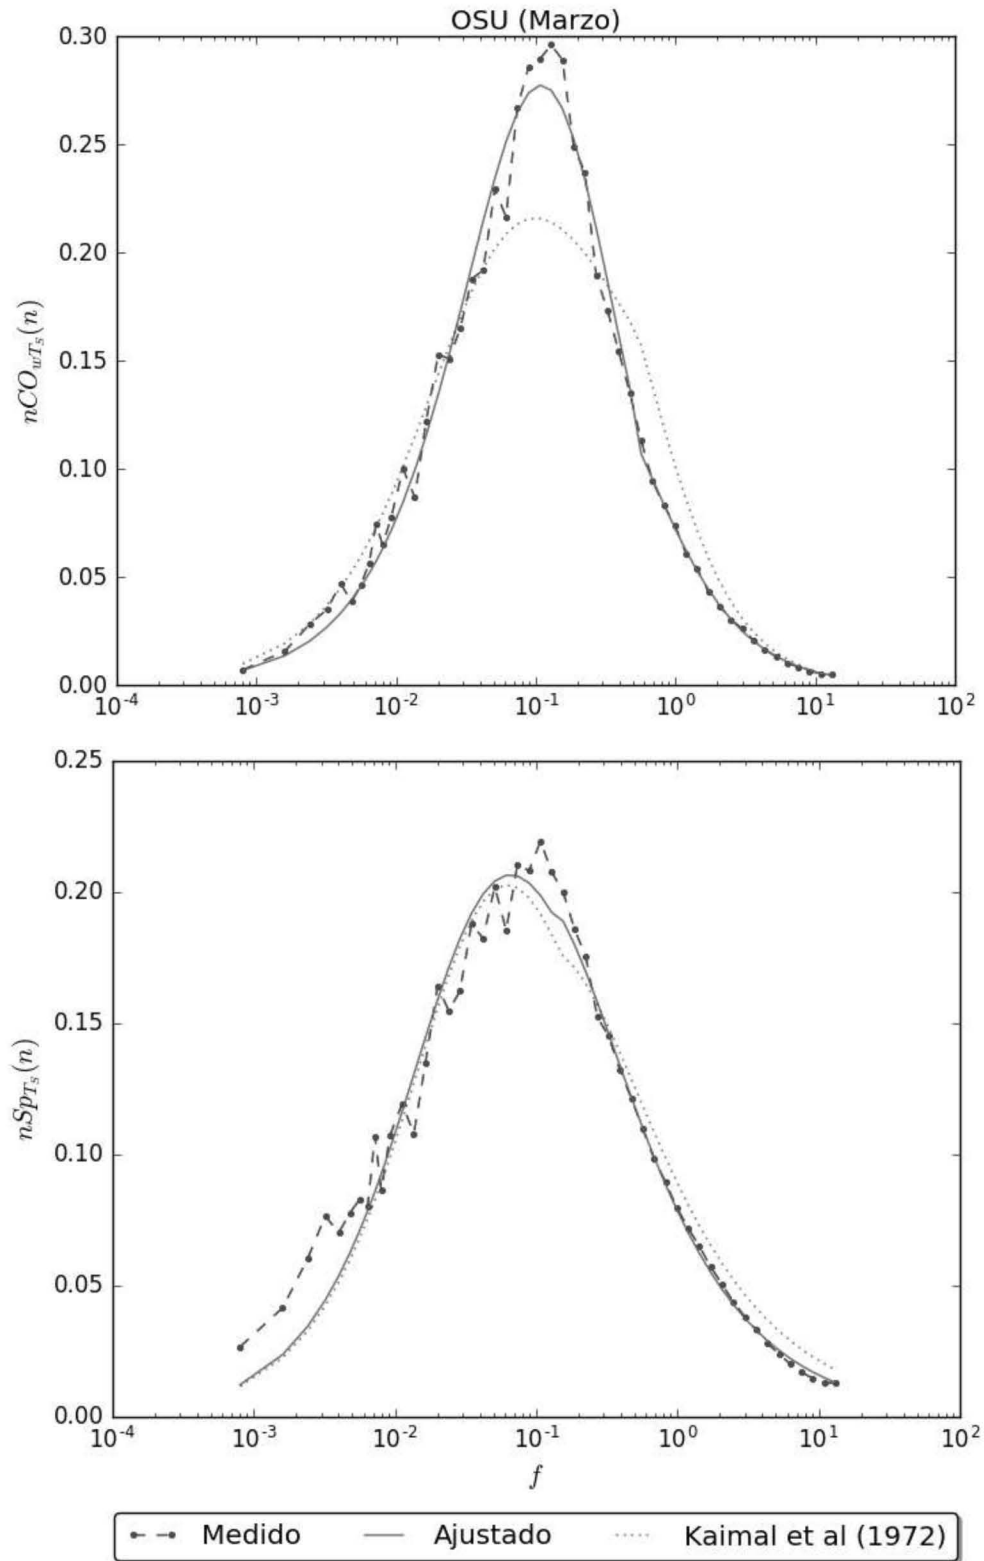 OSU (Marzo)
0.30
0.25
0.20
0.15
0.10
0.05
0.00
nCO_{wT_s}(n)
10^{-4} 10^{-3} 10^{-2} 10^{-1} 10^{0} 10^{1} 10^{2}
0.25
0.20
0.15
0.10
0.05
0.00
nSp_{T_s}(n)
10^{-4} 10^{-3} 10^{-2} 10^{-1} 10^{0} 10^{1} 10^{2}
f
Medido Ajustado Kaimal et al (1972)